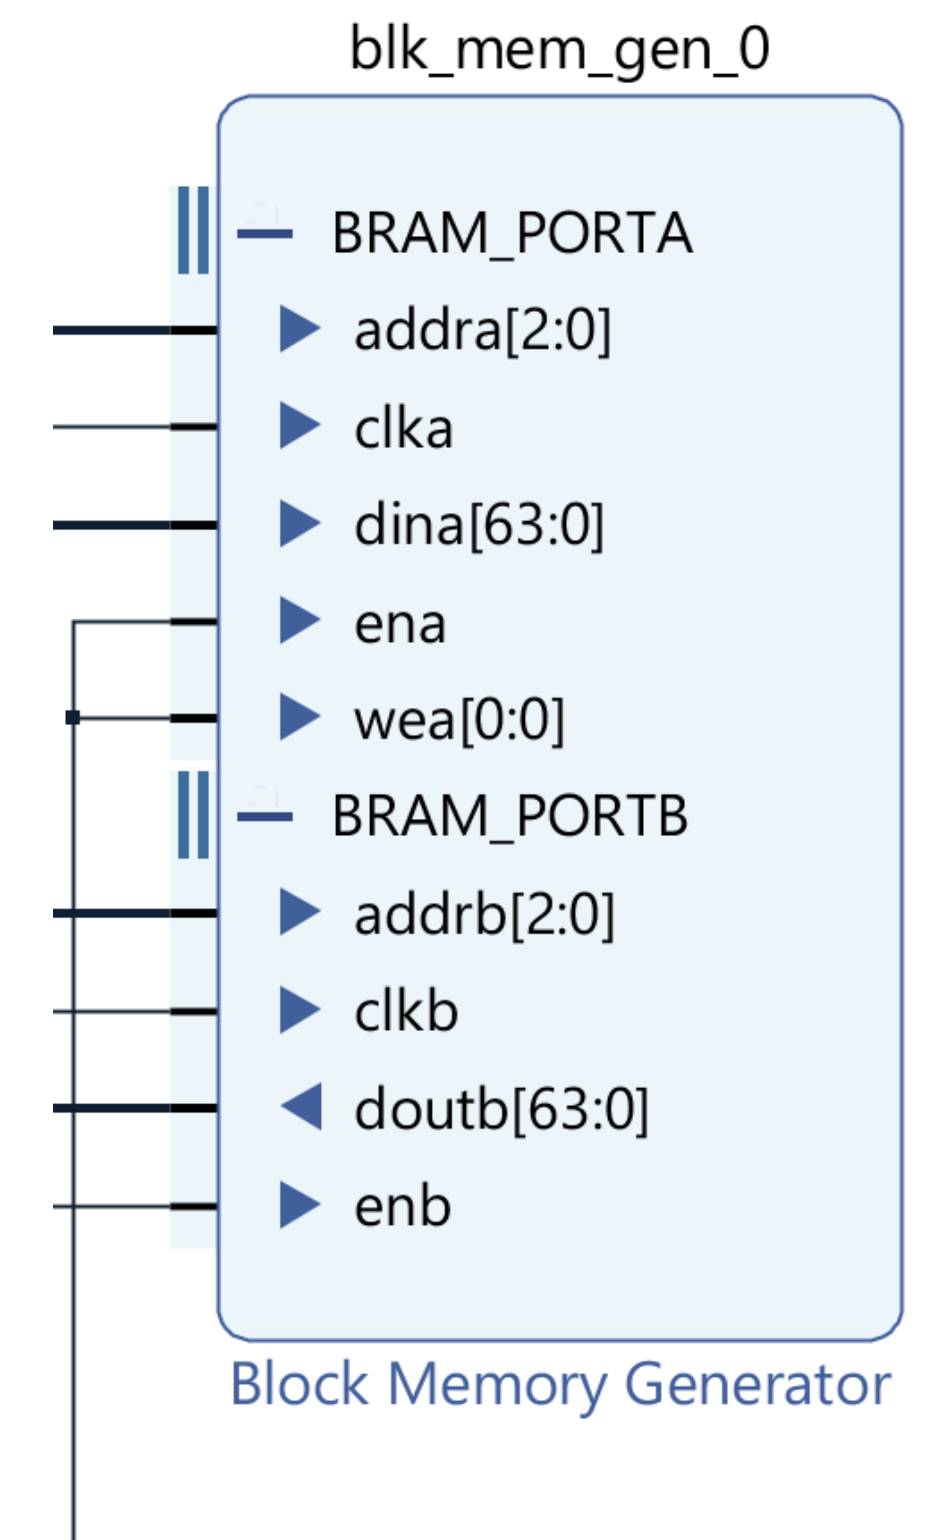 blk_mem_gen_0
BRAM_PORTA
addra[2:0]
clka
dina[63:0]
ena
wea[0:0]
BRAM_PORTB
addrb[2:0]
clkb
doutb[63:0]
enb
Block Memory Generator